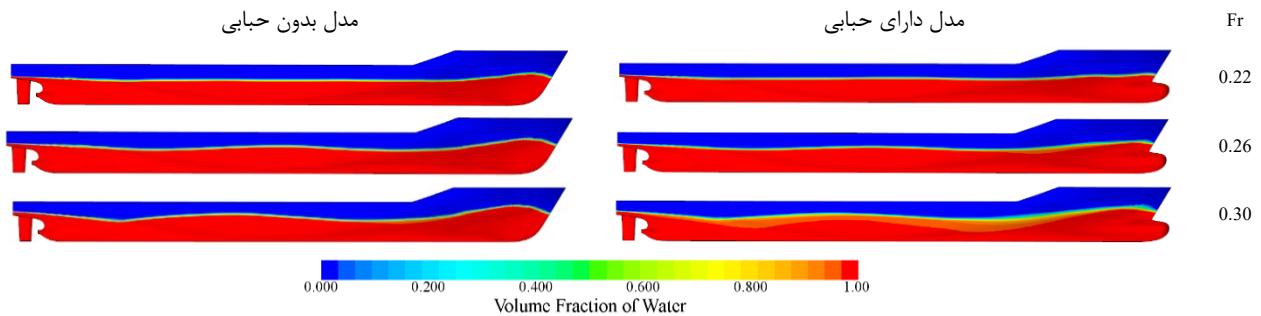 مدل بدون حبابی
مدل دارای حبابی
Fr
0.22
0.26
0.30
0.000 0.200 0.400 0.600 0.800 1.00
Volume Fraction of Water